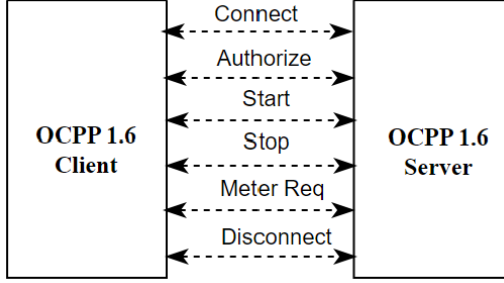 Connect
Authorize
Start
OCPP 1.6
Client
Stop
OCPP 1.6
Server
Meter Req
Disconnect